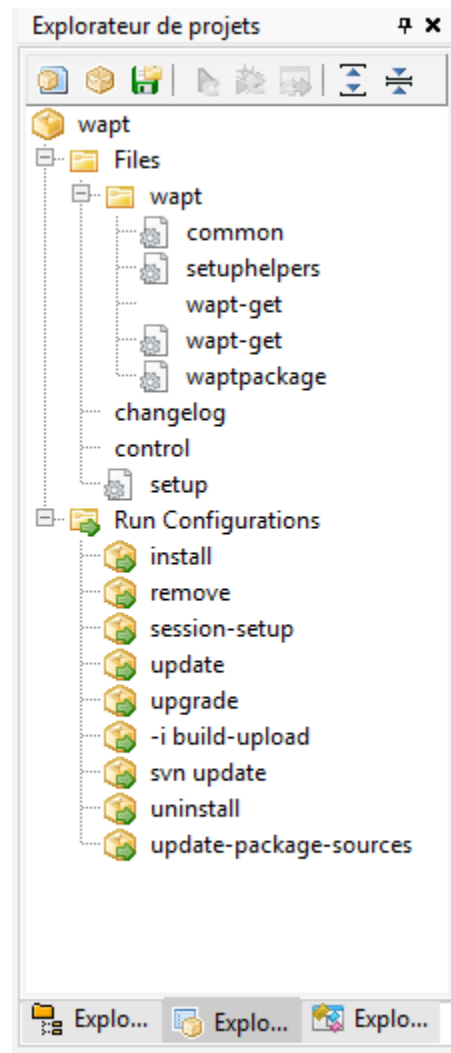 Explorateur de projets
wapt
Files
wapt
common
setuphelpers
wapt-get
wapt-get
waptpackage
changelog
control
setup
Run Configurations
install
remove
session-setup
update
upgrade
-i build-upload
svn update
uninstall
update-package-sources
Explo... Explo... Explo...